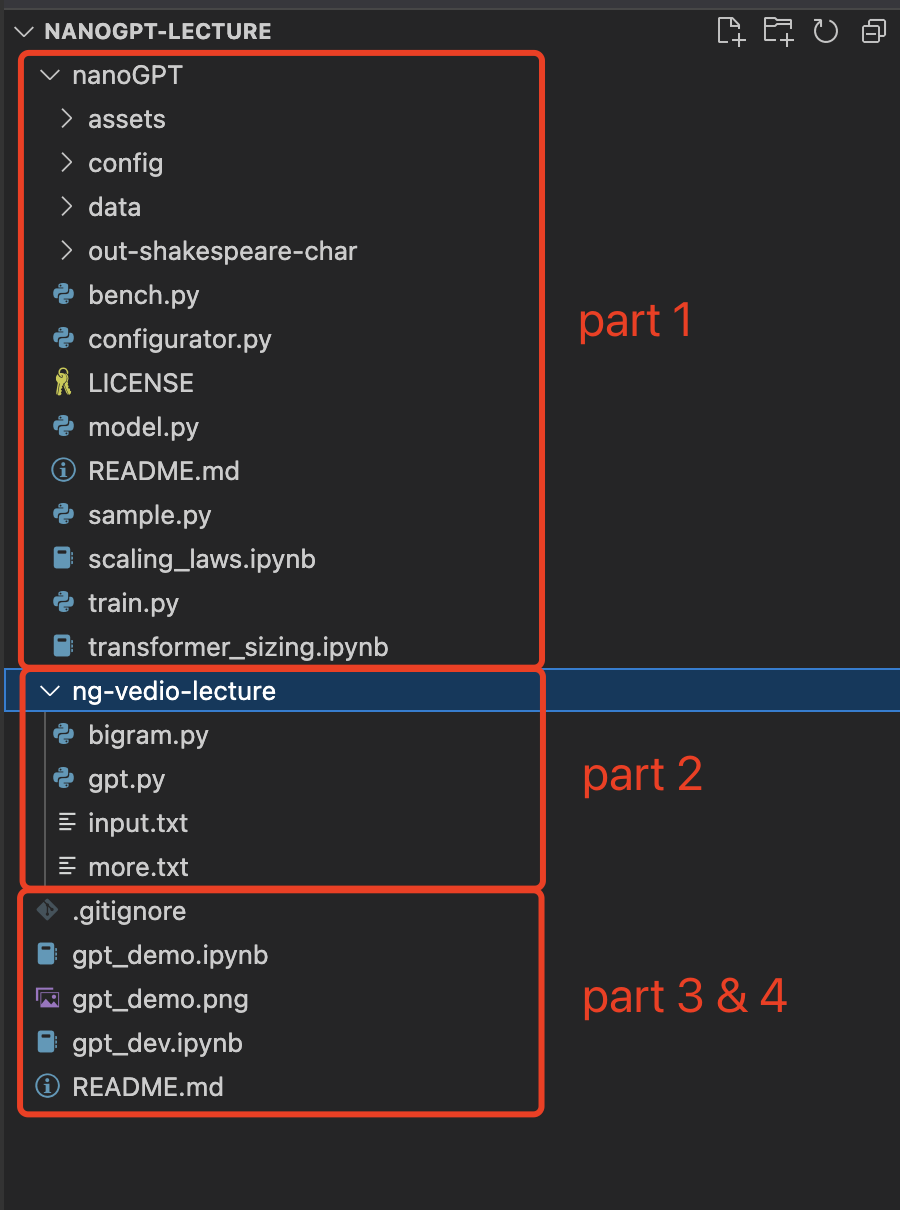 NANOGPT-LECTURE
nanoGPT
assets
config
data
out-shakespeare-char
bench.py
configurator.py
LICENSE
model.py
README.md
sample.py
scaling_laws.ipynb
train.py
transformer_sizing.ipynb
part 1
ng-vedio-lecture
bigram.py
gpt.py
input.txt
more.txt
part 2
.gitignore
gpt_demo.ipynb
gpt_demo.png
gpt_dev.ipynb
README.md
part 3 & 4